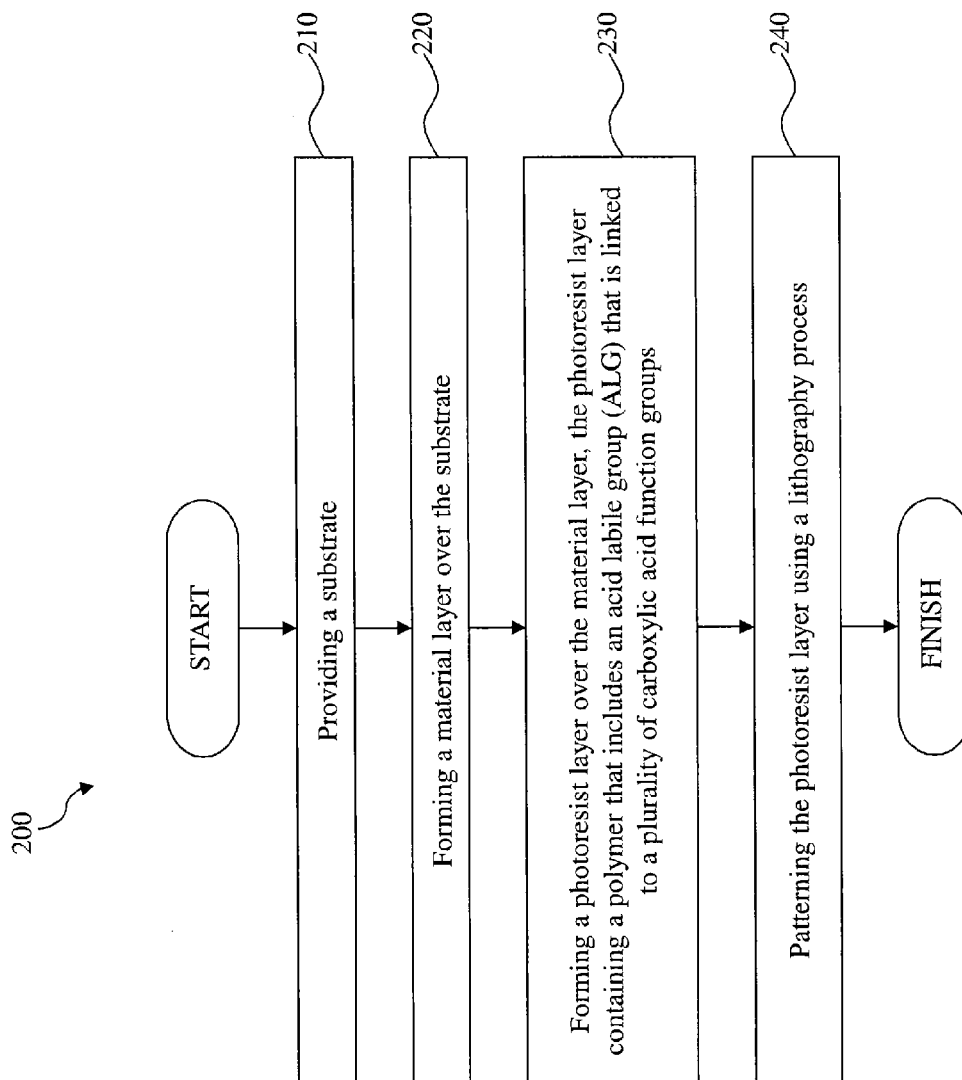 200
START
Providing a substrate
210
Forming a material layer over the substrate
220
Forming a photoresist layer over the material layer, the photoresist layer
containing a polymer that includes an acid labile group (ALG) that is linked
to a plurality of carboxylic acid function groups
230
Patterning the photoresist layer using a lithography process
240
FINISH